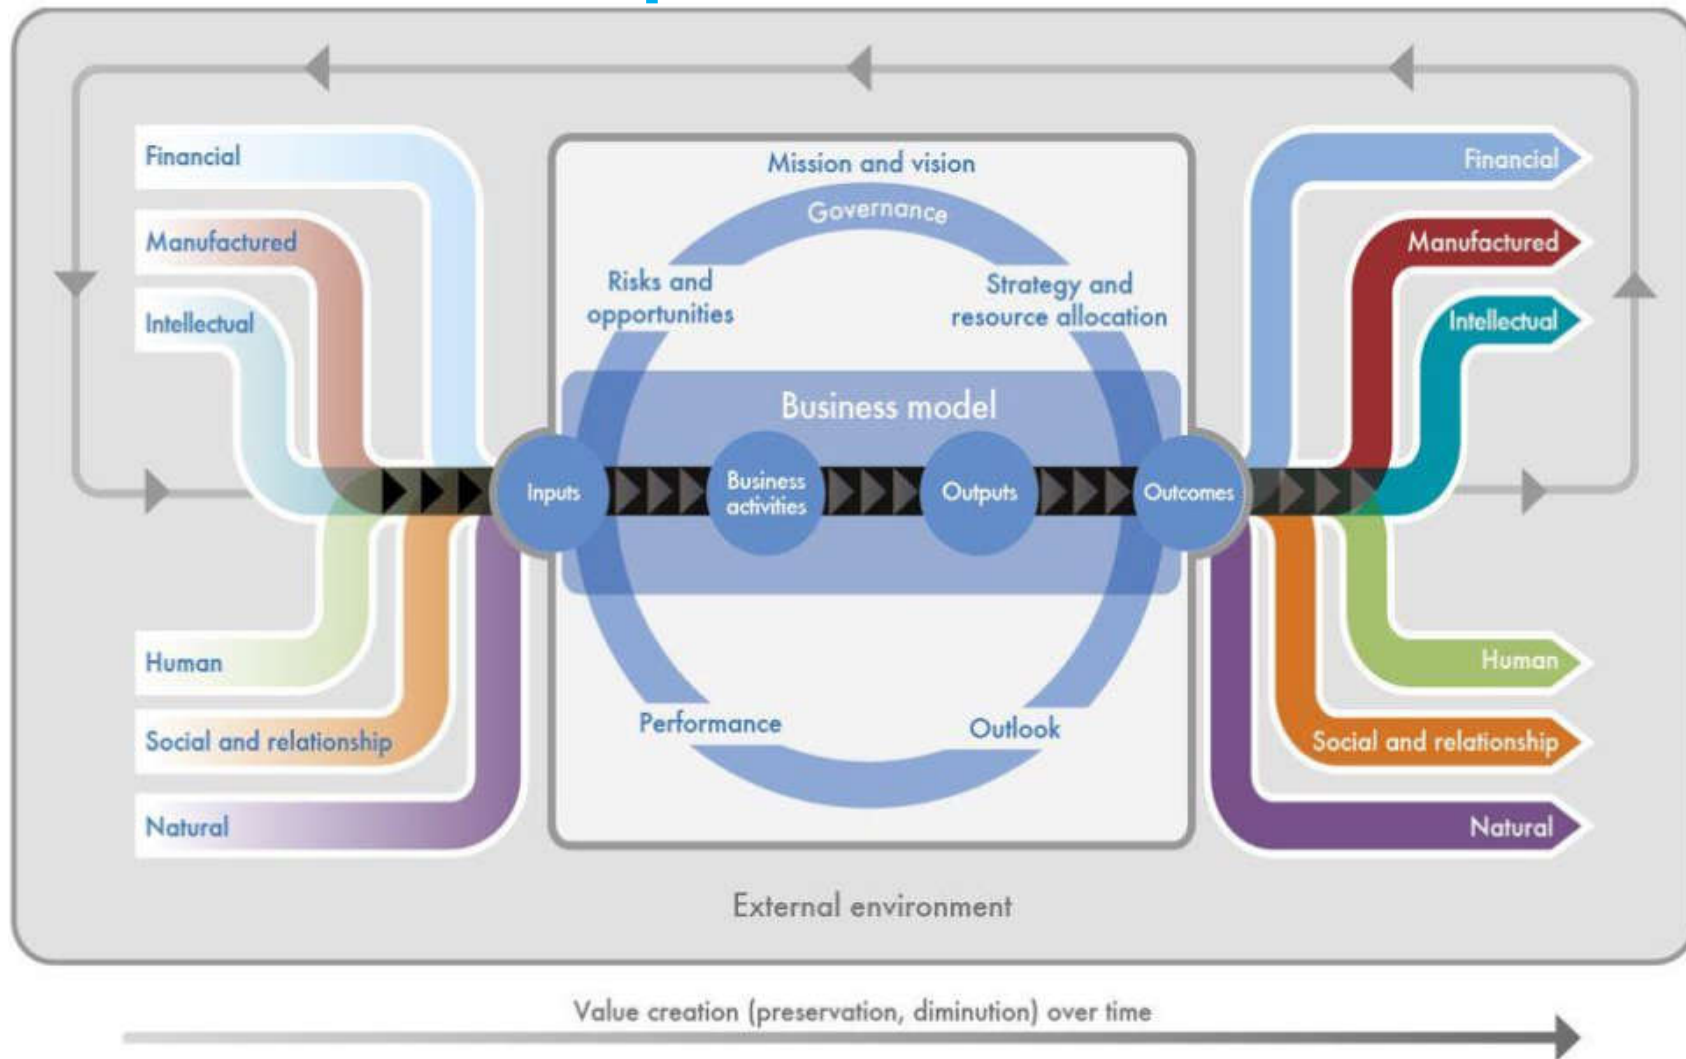 Financial
Manufactured
Intellectual
Human
Social and relationship
Natural
Mission and vision
Governance
Risks and
opportunities
Strategy and
resource allocation
Business model
Inputs
Business
activities
Outputs
Outcomes
Performance
Outlook
Financial
Manufactured
Intellectual
Human
Social and relationship
Natural
External environment
Value creation (preservation, diminution) over time